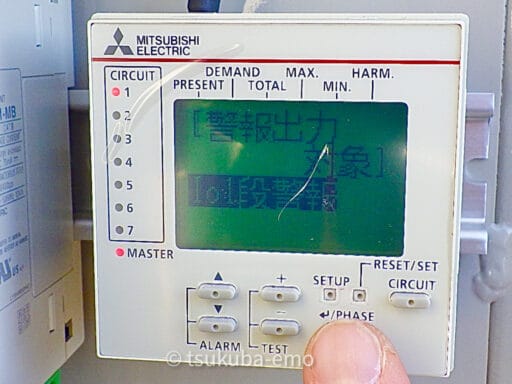 MITSUBISHI
ELECTRIC
CIRCUIT
DEMAND MAX. HARM.
PRESENT TOTAL MIN.
1
2
3
4
5
6
7
MASTER
[警報出力
対象]
Io1段警報
RESET/SET
SETUP CIRCUIT
▲ +
▼ −
↵/PHASE
ALARM TEST
-MB
© tsukuba-emo